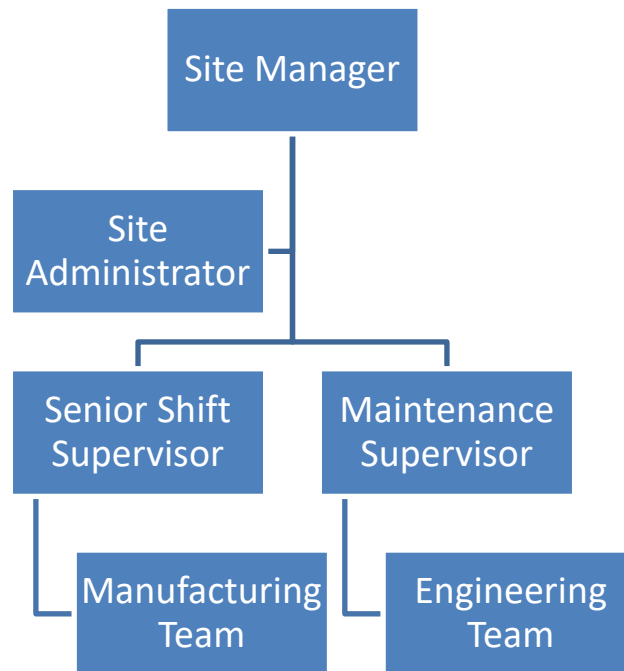 Site Manager
Site
Administrator
Senior Shift
Supervisor
Maintenance
Supervisor
Manufacturing
Team
Engineering
Team